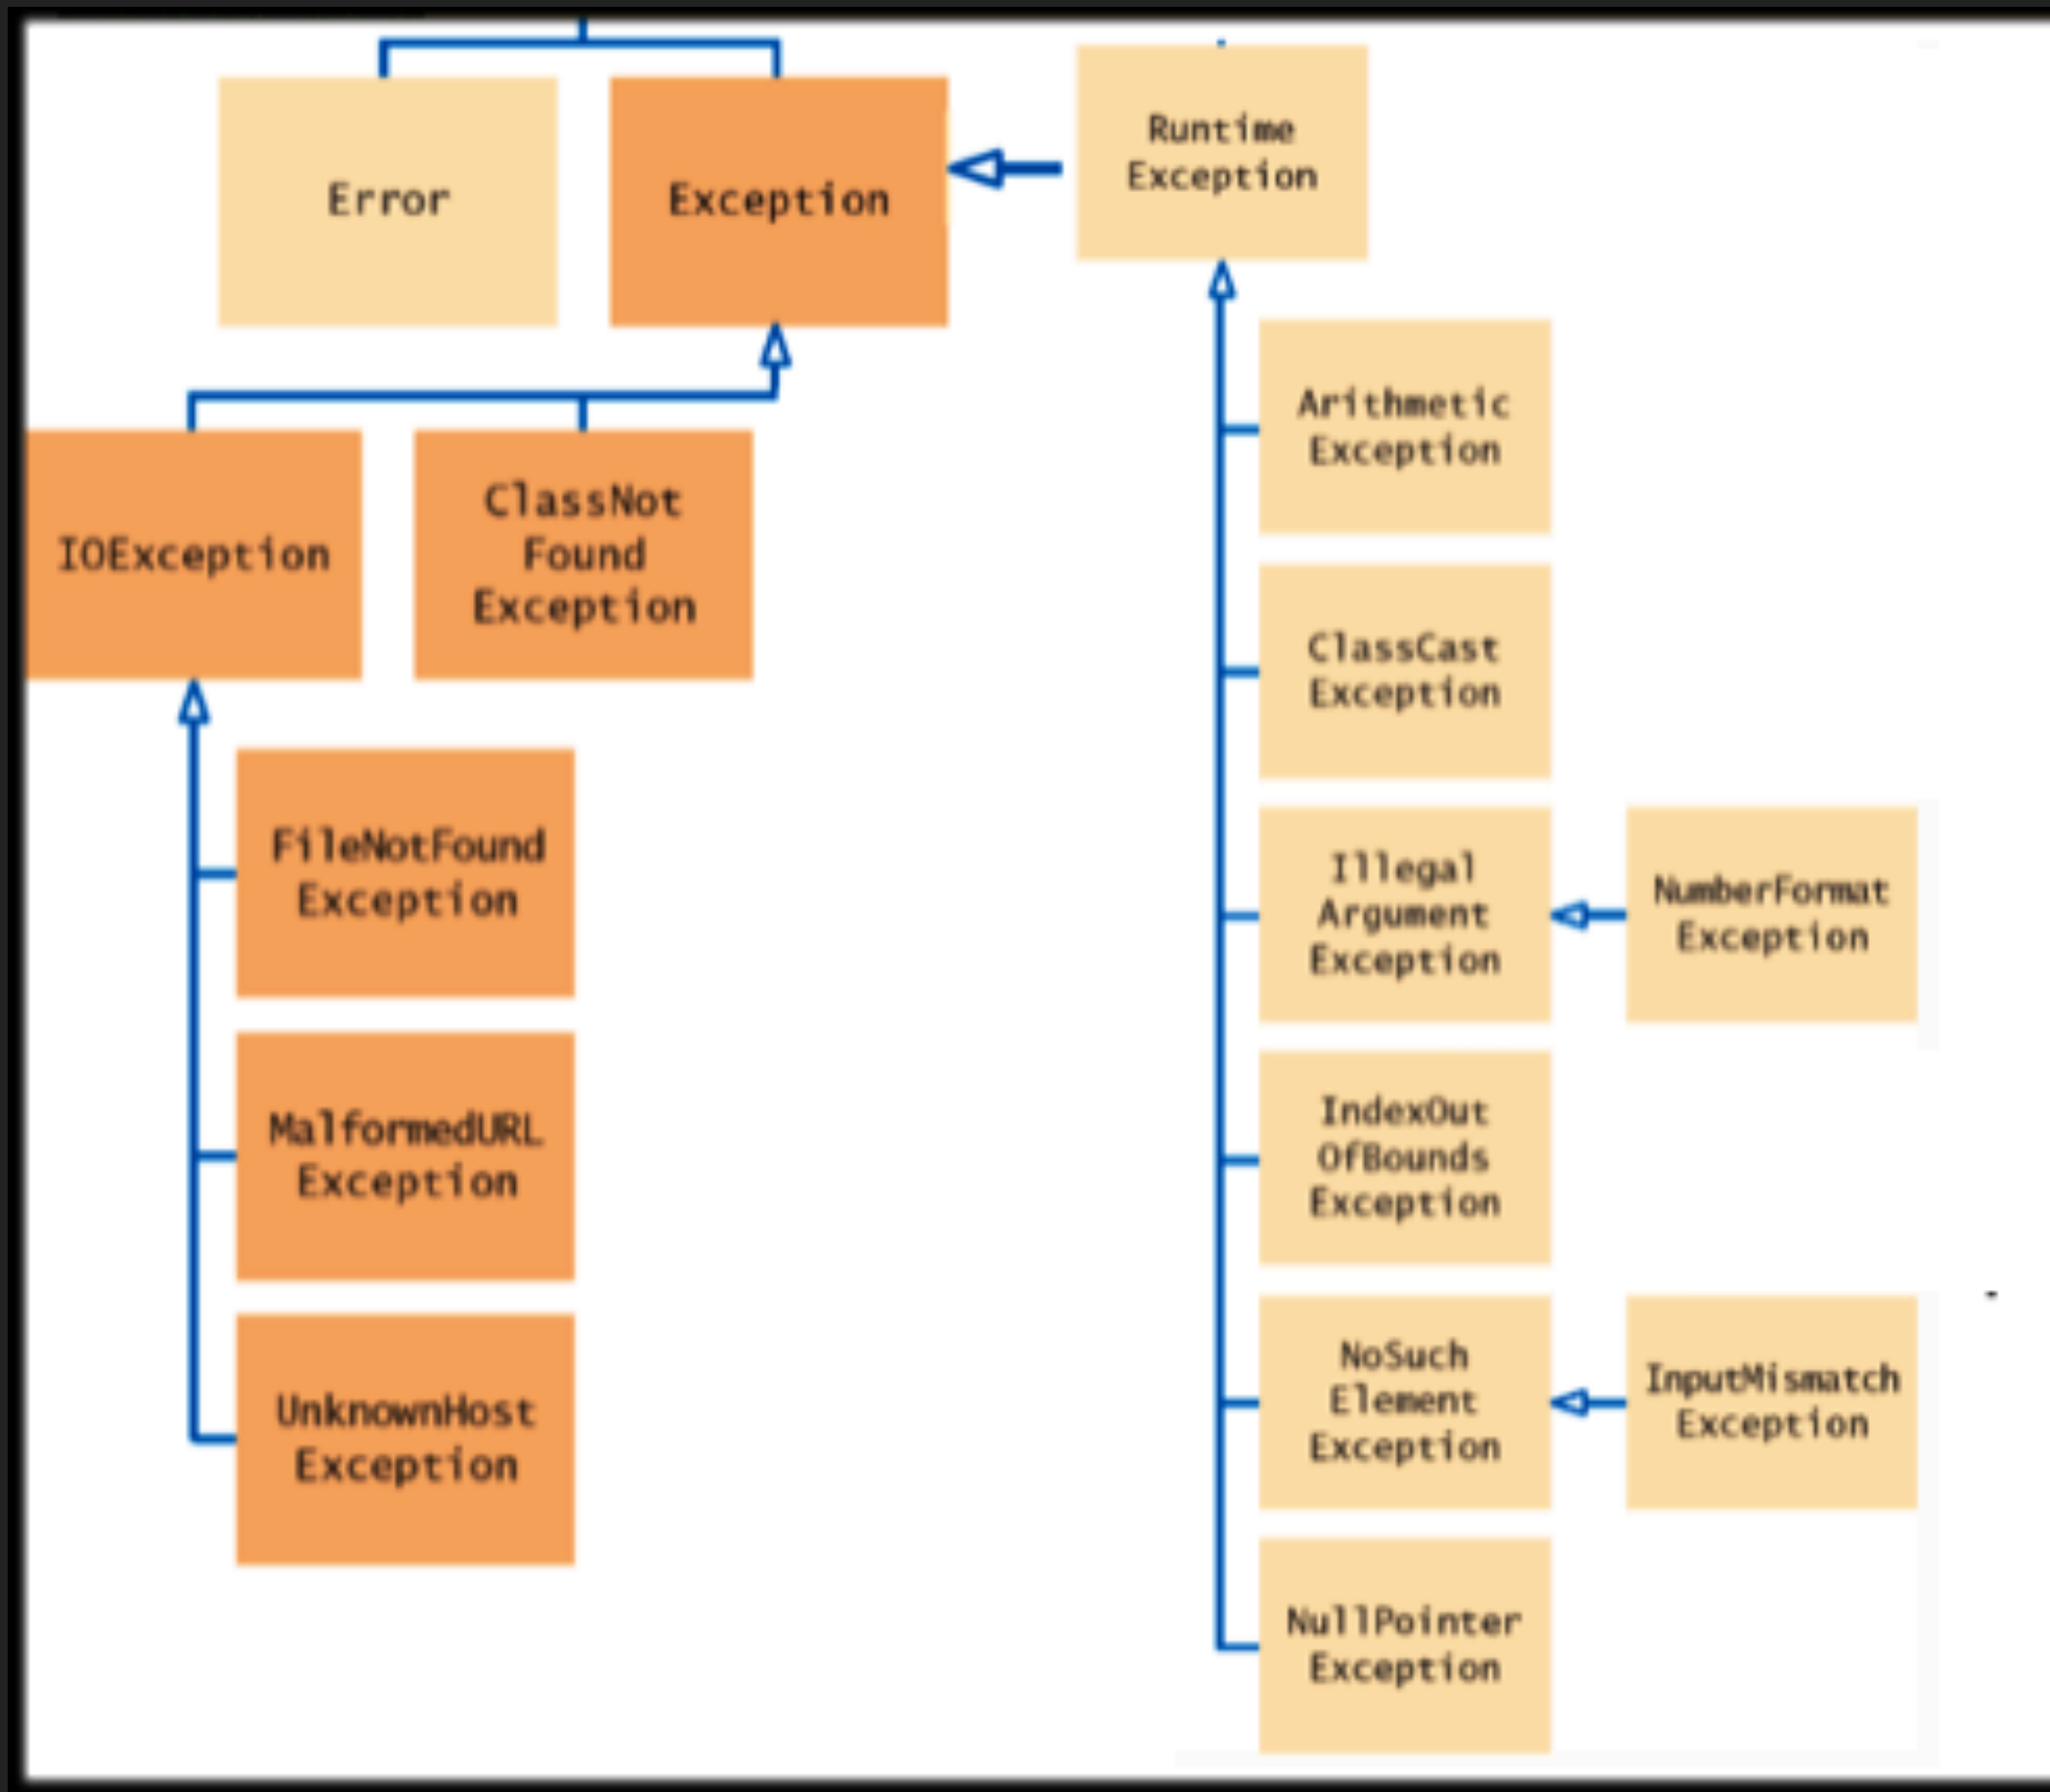 Error
Exception
Runtime
Exception
IOException
ClassNot
Found
Exception
FileNotFound
Exception
MalformedURL
Exception
UnknownHost
Exception
Arithmetic
Exception
ClassCast
Exception
Illegal
Argument
Exception
NumberFormat
Exception
IndexOut
OfBounds
Exception
NoSuch
Element
Exception
InputMismatch
Exception
NullPointer
Exception